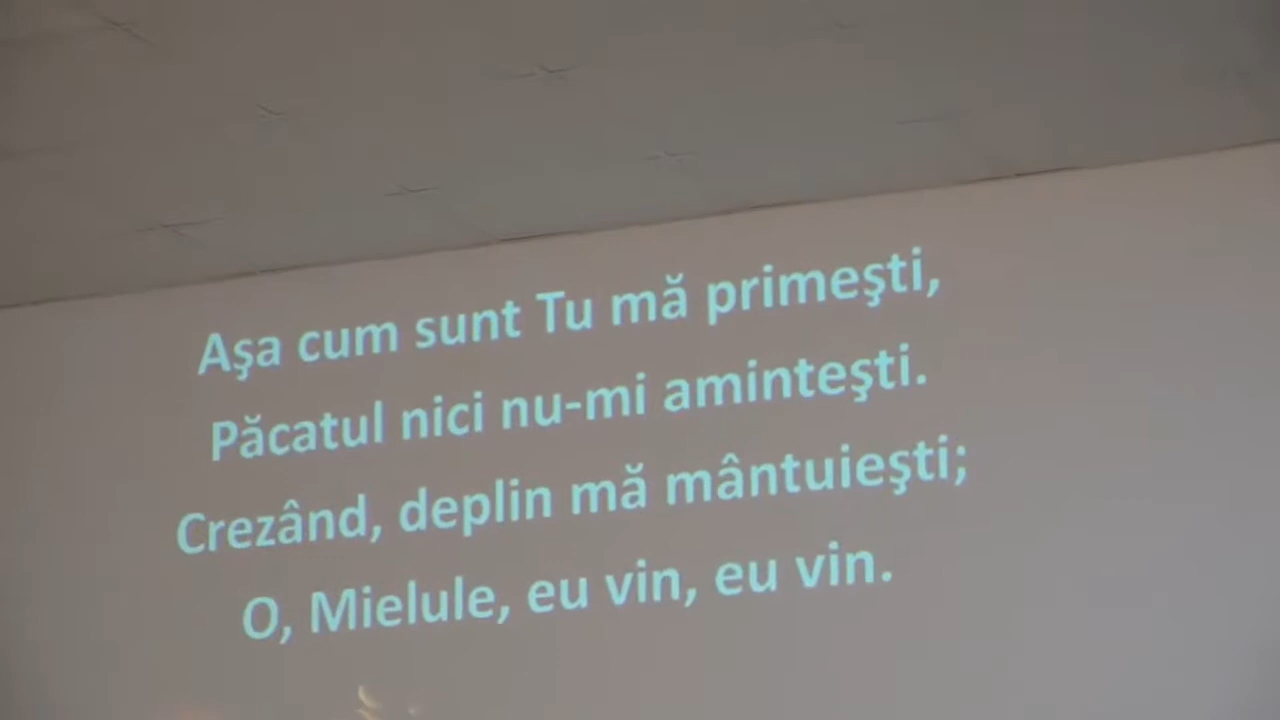 Aşa cum sunt Tu mă primeşti,
Păcatul nici nu-mi aminteşti.
Crezând, deplin mă mântuieşti;
O, Mielule, eu vin, eu vin.